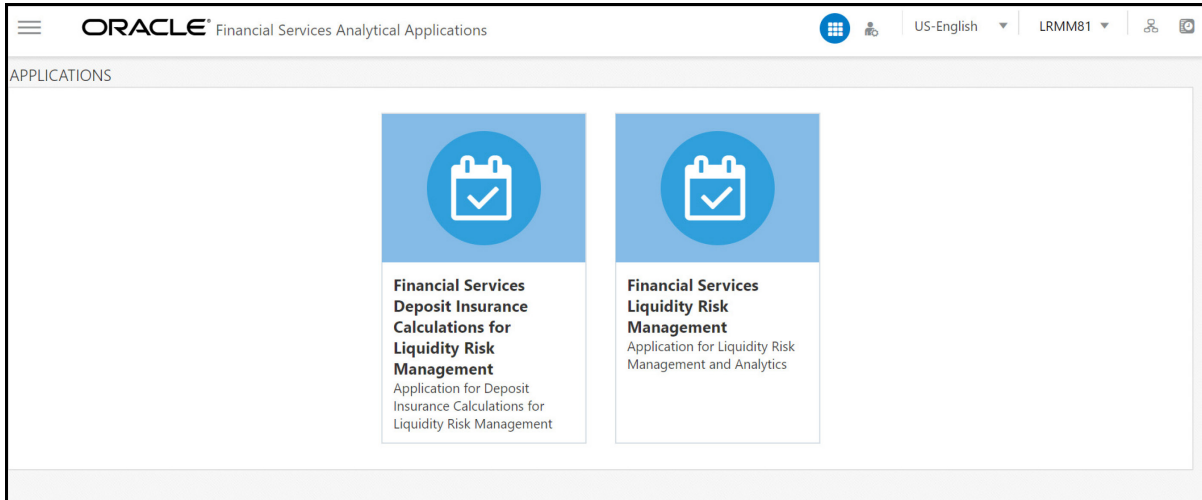 ORACLE® Financial Services Analytical Applications
US-English
LRMM81
APPLICATIONS
Financial Services
Deposit Insurance
Calculations for
Liquidity Risk
Management
Application for Deposit
Insurance Calculations for
Liquidity Risk Management
Financial Services
Liquidity Risk
Management
Application for Liquidity Risk
Management and Analytics